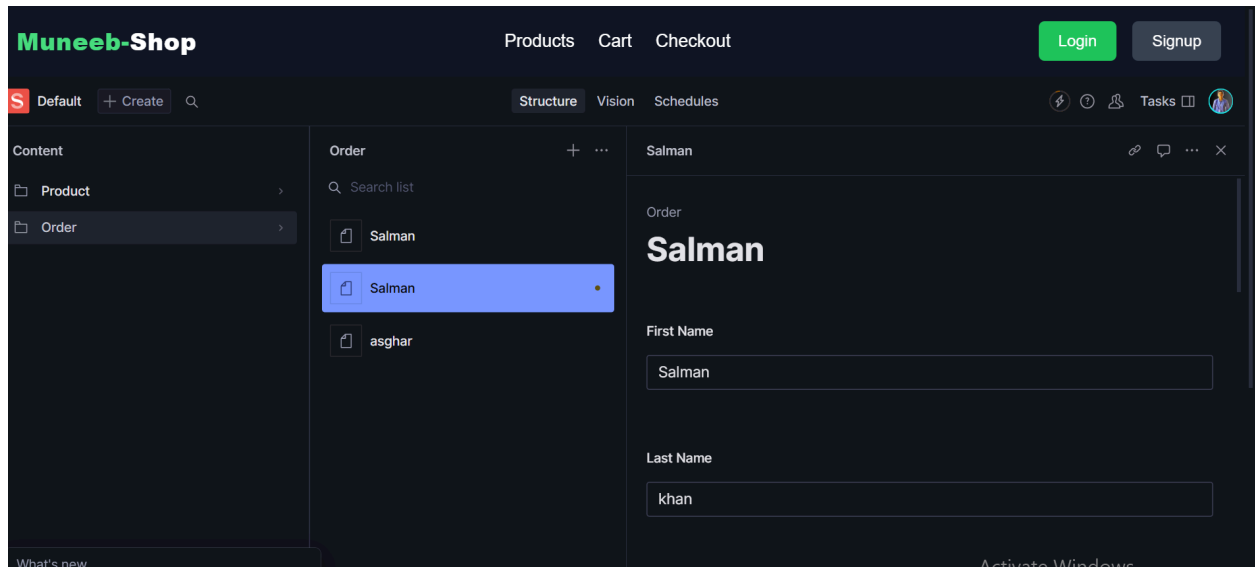 Muneeb-Shop Products Cart Checkout Login Signup
S Default + Create Structure Vision Schedules Tasks
Content
Product
Order
Order
Search list
Salman
Salman
asghar
Salman
Order
Salman
First Name
Salman
Last Name
khan
What's new
Activate Windows